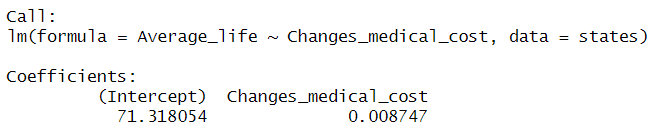 Call:
lm(formula = Average_life ~ Changes_medical_cost, data = states)
Coefficients:
(Intercept) Changes_medical_cost
71.318054 0.008747